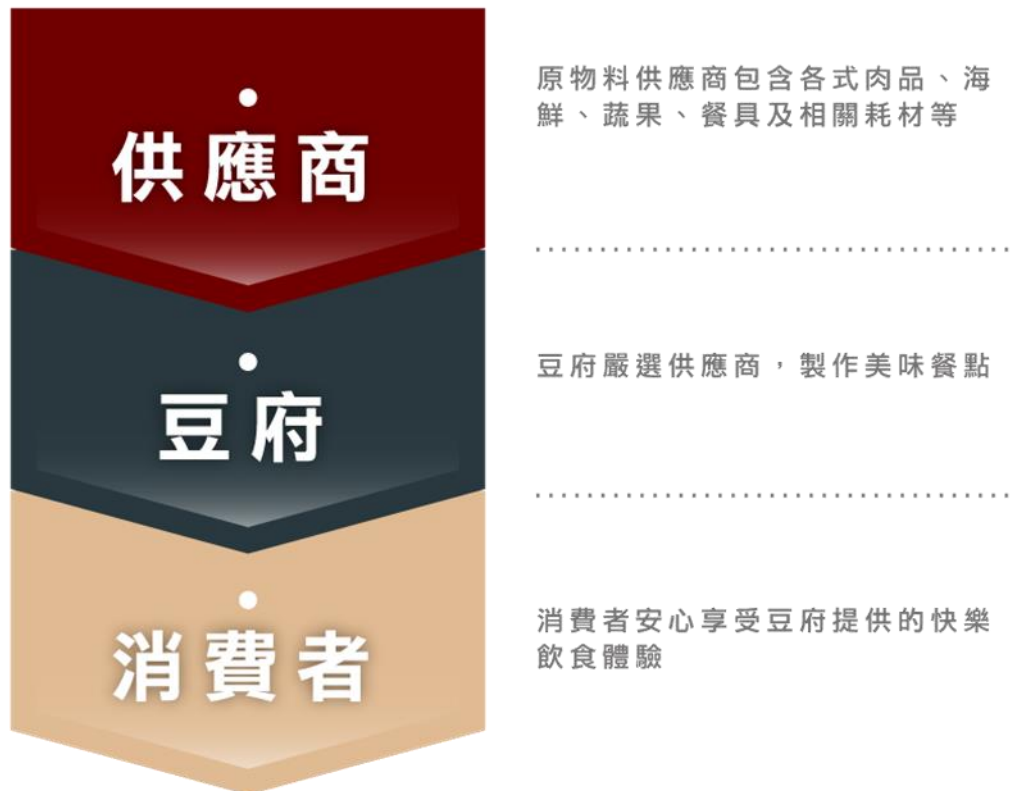 供應商
原物料供應商包含各式肉品、海
鮮、蔬果、餐具及相關耗材等
豆府
豆府嚴選供應商，製作美味餐點
消費者
消費者安心享受豆府提供的快樂
飲食體驗